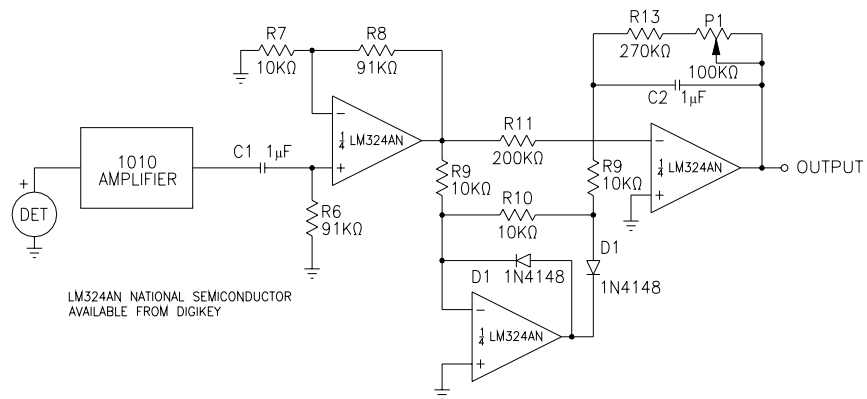 R7
10KΩ
R8
91KΩ
R13
270KΩ
P1
100KΩ
C2 1µF
−
+
1/4 LM324AN
1010
AMPLIFIER
C1 1µF
R11
200KΩ
−
+
1/4 LM324AN
OUTPUT
+
DET
R6
91KΩ
R9
10KΩ
R9
10KΩ
R10
10KΩ
D1
1N4148
D1
1N4148
−
+
1/4 LM324AN
LM324AN NATIONAL SEMICONDUCTOR
AVAILABLE FROM DIGIKEY